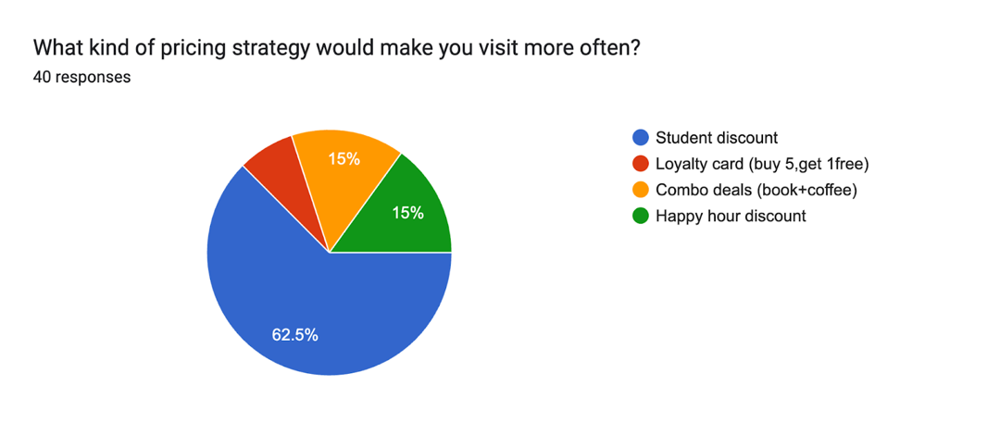 What kind of pricing strategy would make you visit more often?
40 responses
15%
15%
62.5%
Student discount
Loyalty card (buy 5,get 1free)
Combo deals (book+coffee)
Happy hour discount